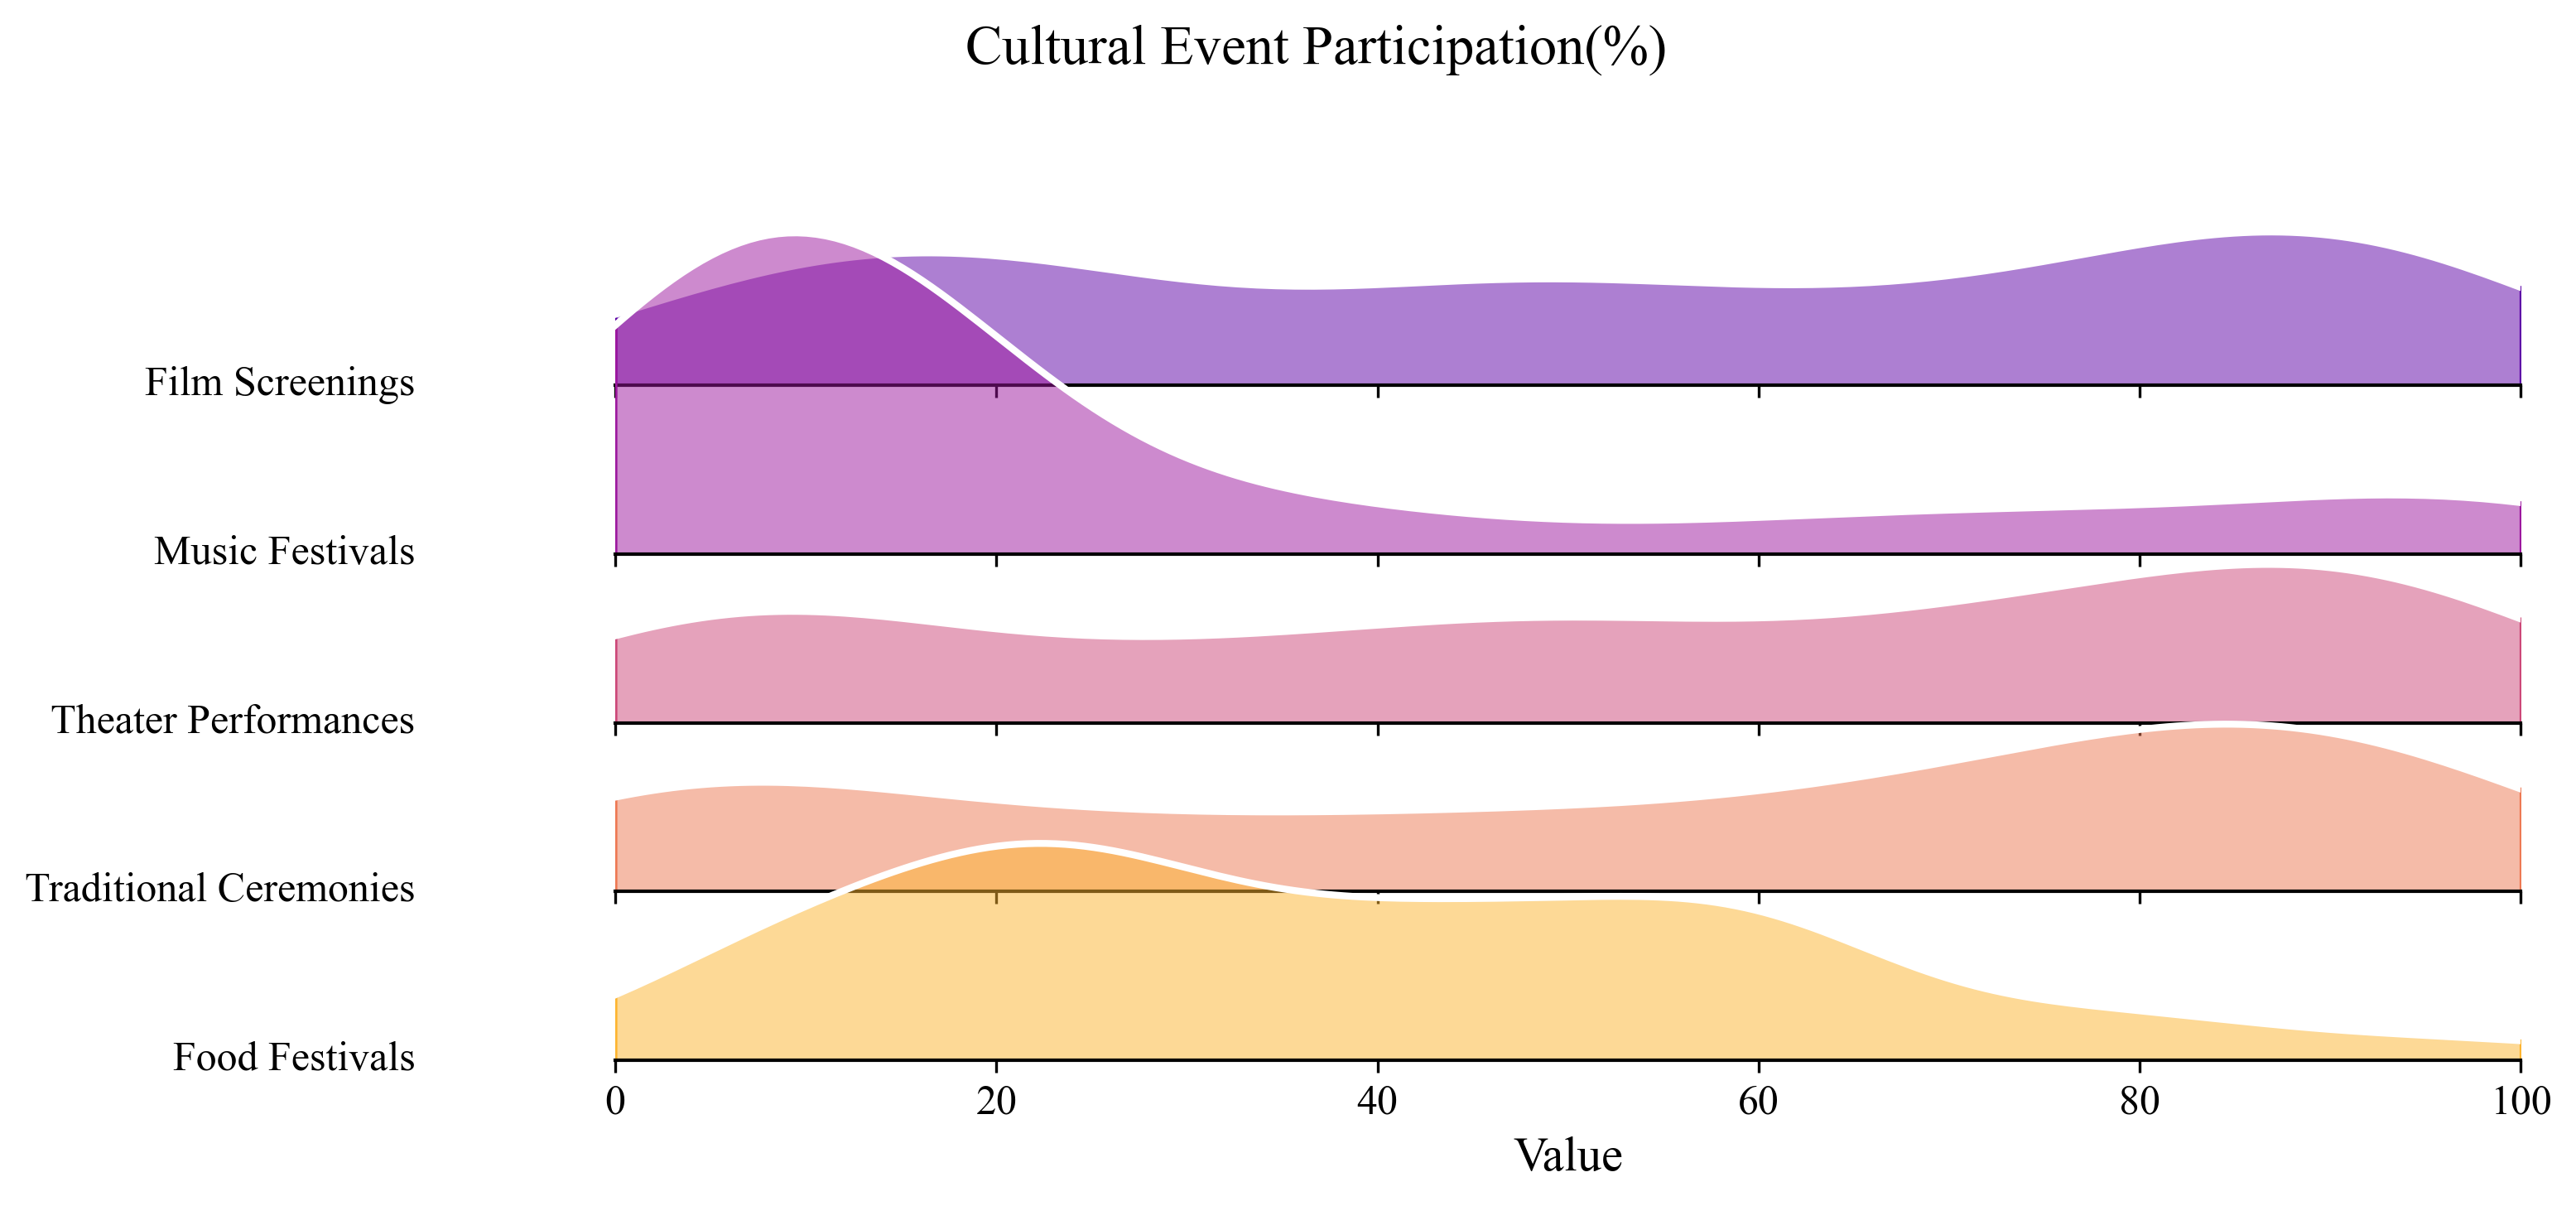 Cultural Event Participation(%)
Film Screenings
Music Festivals
Theater Performances
Traditional Ceremonies
Food Festivals
0 20 40 60 80 100
Value